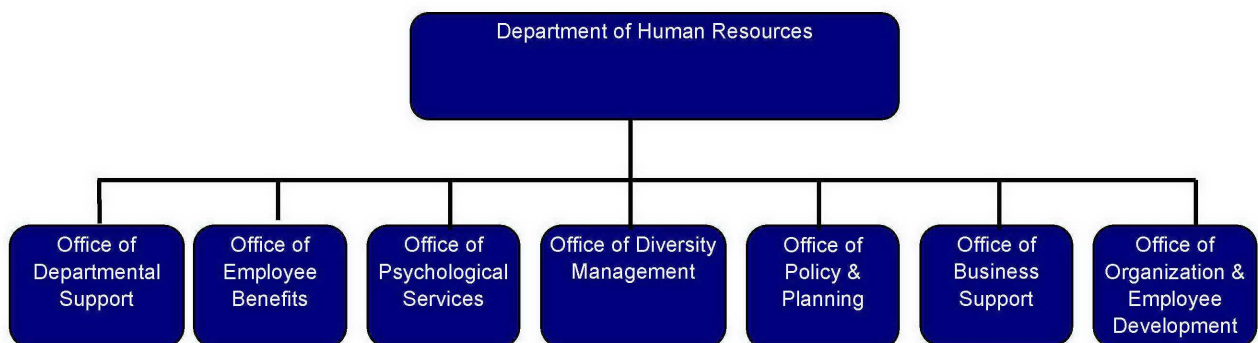 Department of Human Resources
Office of
Departmental
Support
Office of
Employee
Benefits
Office of
Psychological
Services
Office of Diversity
Management
Office of
Policy &
Planning
Office of
Business
Support
Office of
Organization &
Employee
Development